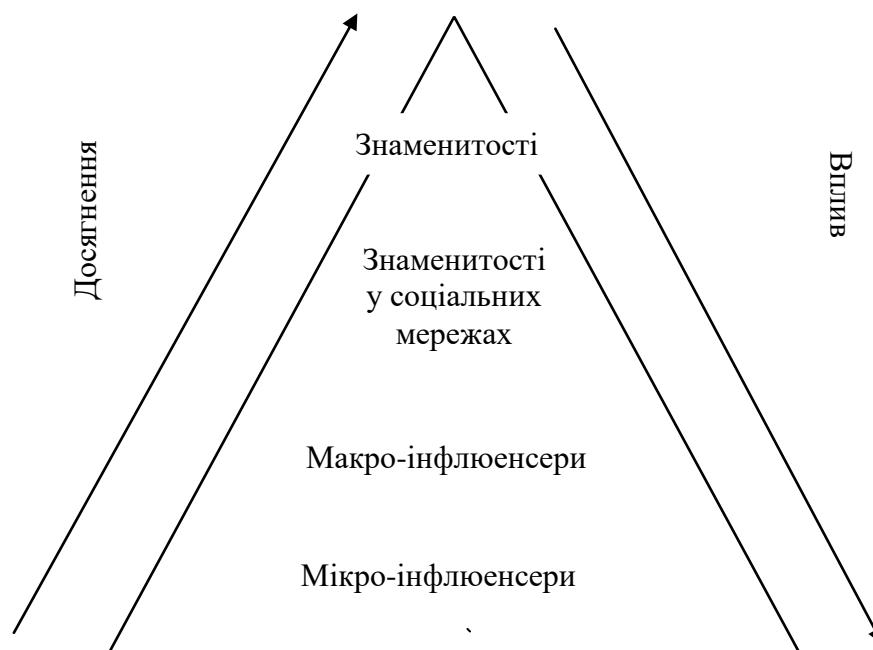 Знаменитості
Досягнення
Вплив
Знаменитості
у соціальних
мережах
Макро-інфлюенсери
Мікро-інфлюенсери